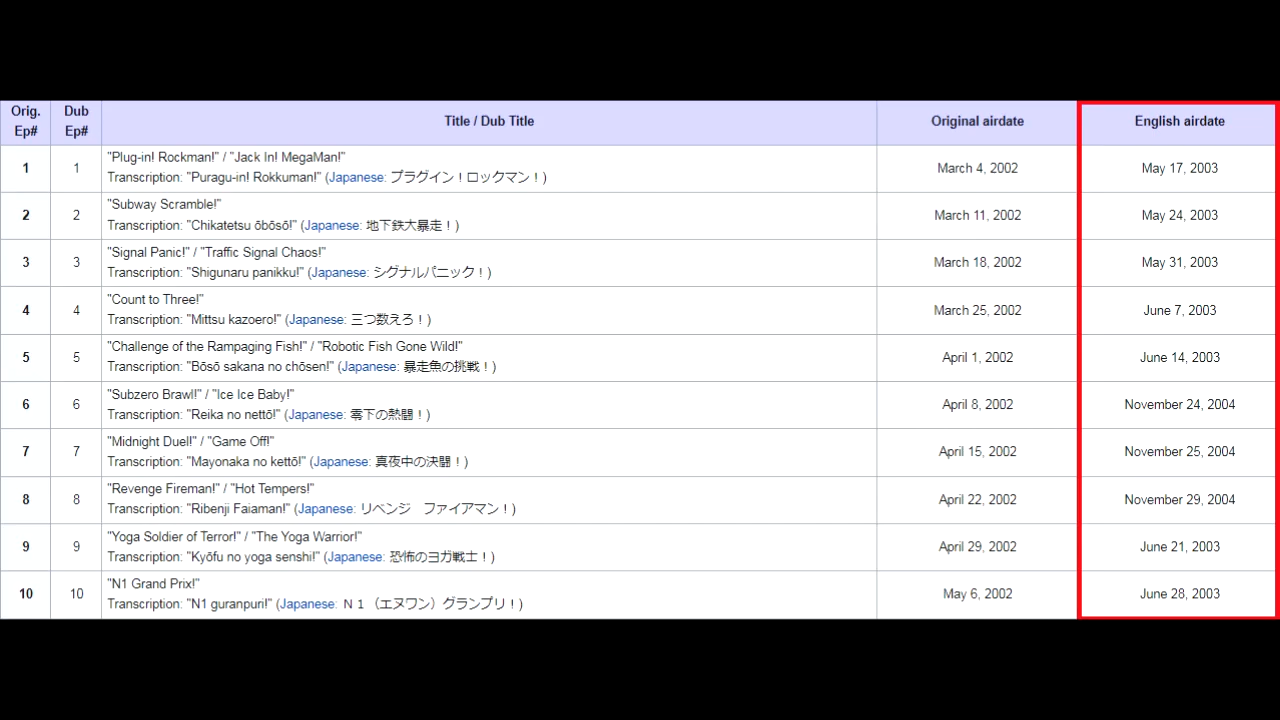 Orig. Ep# Dub Ep# Title / Dub Title Original airdate English airdate
1 1 "Plug-in! Rockman!" / "Jack In! MegaMan!" March 4, 2002 May 17, 2003
Transcription: "Puragu-in! Rokkuman!" (Japanese: プラグイン！ロックマン！)
2 2 "Subway Scramble!" March 11, 2002 May 24, 2003
Transcription: "Chikatetsu ōbōsō!" (Japanese: 地下鉄大暴走！)
3 3 "Signal Panic!" / "Traffic Signal Chaos!" March 18, 2002 May 31, 2003
Transcription: "Shigunaru panikku!" (Japanese: シグナルパニック！)
4 4 "Count to Three!" March 25, 2002 June 7, 2003
Transcription: "Mittsu kazoero!" (Japanese: 三つ数えろ！)
5 5 "Challenge of the Rampaging Fish!" / "Robotic Fish Gone Wild!" April 1, 2002 June 14, 2003
Transcription: "Bōsō sakana no chōsen!" (Japanese: 暴走魚の挑戦！)
6 6 "Subzero Brawl!" / "Ice Ice Baby!" April 8, 2002 November 24, 2004
Transcription: "Reika no nettō!" (Japanese: 零下の熱闘！)
7 7 "Midnight Duel!" / "Game Off!" April 15, 2002 November 25, 2004
Transcription: "Mayonaka no kettō!" (Japanese: 真夜中の決闘！)
8 8 "Revenge Fireman!" / "Hot Tempers!" April 22, 2002 November 29, 2004
Transcription: "Ribenji Faiaman!" (Japanese: リベンジ　ファイアマン！)
9 9 "Yoga Soldier of Terror!" / "The Yoga Warrior!" April 29, 2002 June 21, 2003
Transcription: "Kyōfu no yoga senshi!" (Japanese: 恐怖のヨガ戦士！)
10 10 "N1 Grand Prix!" May 6, 2002 June 28, 2003
Transcription: "N1 guranpuri!" (Japanese: Ｎ１（エヌワン）グランプリ！)